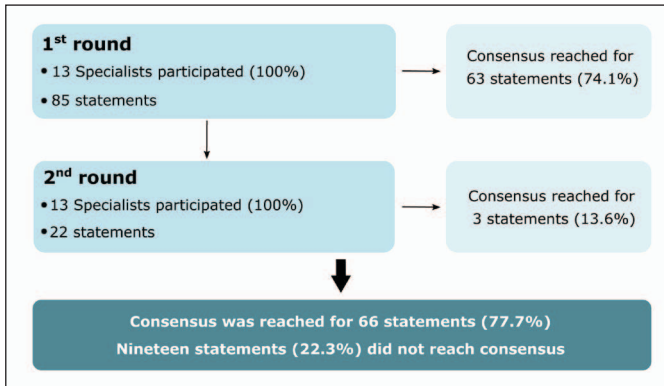 1st round
• 13 Specialists participated (100%)
• 85 statements
Consensus reached for
63 statements (74.1%)
2nd round
• 13 Specialists participated (100%)
• 22 statements
Consensus reached for
3 statements (13.6%)
Consensus was reached for 66 statements (77.7%)
Nineteen statements (22.3%) did not reach consensus